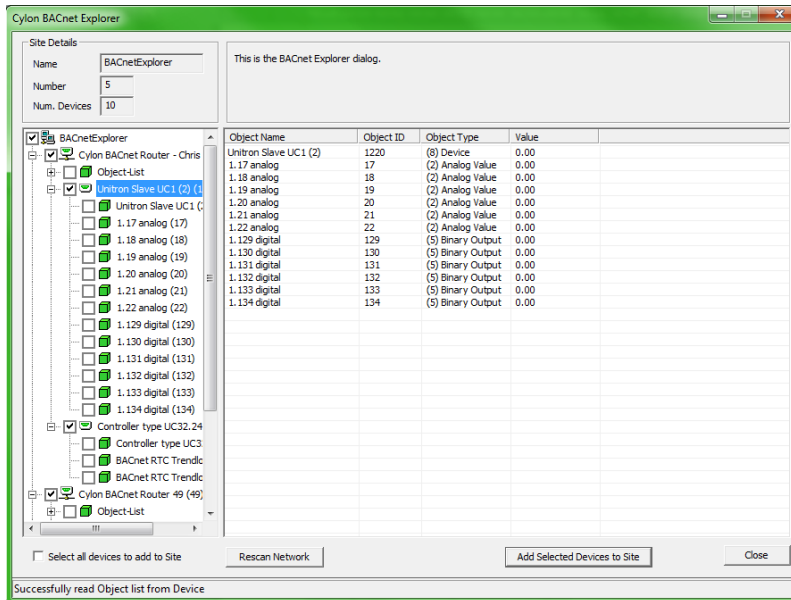 Cylon BACnet Explorer
Site Details
Name BACnetExplorer
Number 5
Num. Devices 10
This is the BACnet Explorer dialog.
BACnetExplorer
Cylon BACnet Router - Chris
Object-List
Unitron Slave UC1 (2) (1
Unitron Slave UC1 (2
1.17 analog (17)
1.18 analog (18)
1.19 analog (19)
1.20 analog (20)
1.21 analog (21)
1.22 analog (22)
1.129 digital (129)
1.130 digital (130)
1.131 digital (131)
1.132 digital (132)
1.133 digital (133)
1.134 digital (134)
Controller type UC32.24
Controller type UC3
BACnet RTC Trendlo
BACnet RTC Trendlo
Cylon BACnet Router 49 (49)
Object-List
Object Name Object ID Object Type Value
Unitron Slave UC1 (2) 1220 (8) Device 0.00
1.17 analog 17 (2) Analog Value 0.00
1.18 analog 18 (2) Analog Value 0.00
1.19 analog 19 (2) Analog Value 0.00
1.20 analog 20 (2) Analog Value 0.00
1.21 analog 21 (2) Analog Value 0.00
1.22 analog 22 (2) Analog Value 0.00
1.129 digital 129 (5) Binary Output 0.00
1.130 digital 130 (5) Binary Output 0.00
1.131 digital 131 (5) Binary Output 0.00
1.132 digital 132 (5) Binary Output 0.00
1.133 digital 133 (5) Binary Output 0.00
1.134 digital 134 (5) Binary Output 0.00
Select all devices to add to Site
Rescan Network
Add Selected Devices to Site
Close
Successfully read Object list from Device